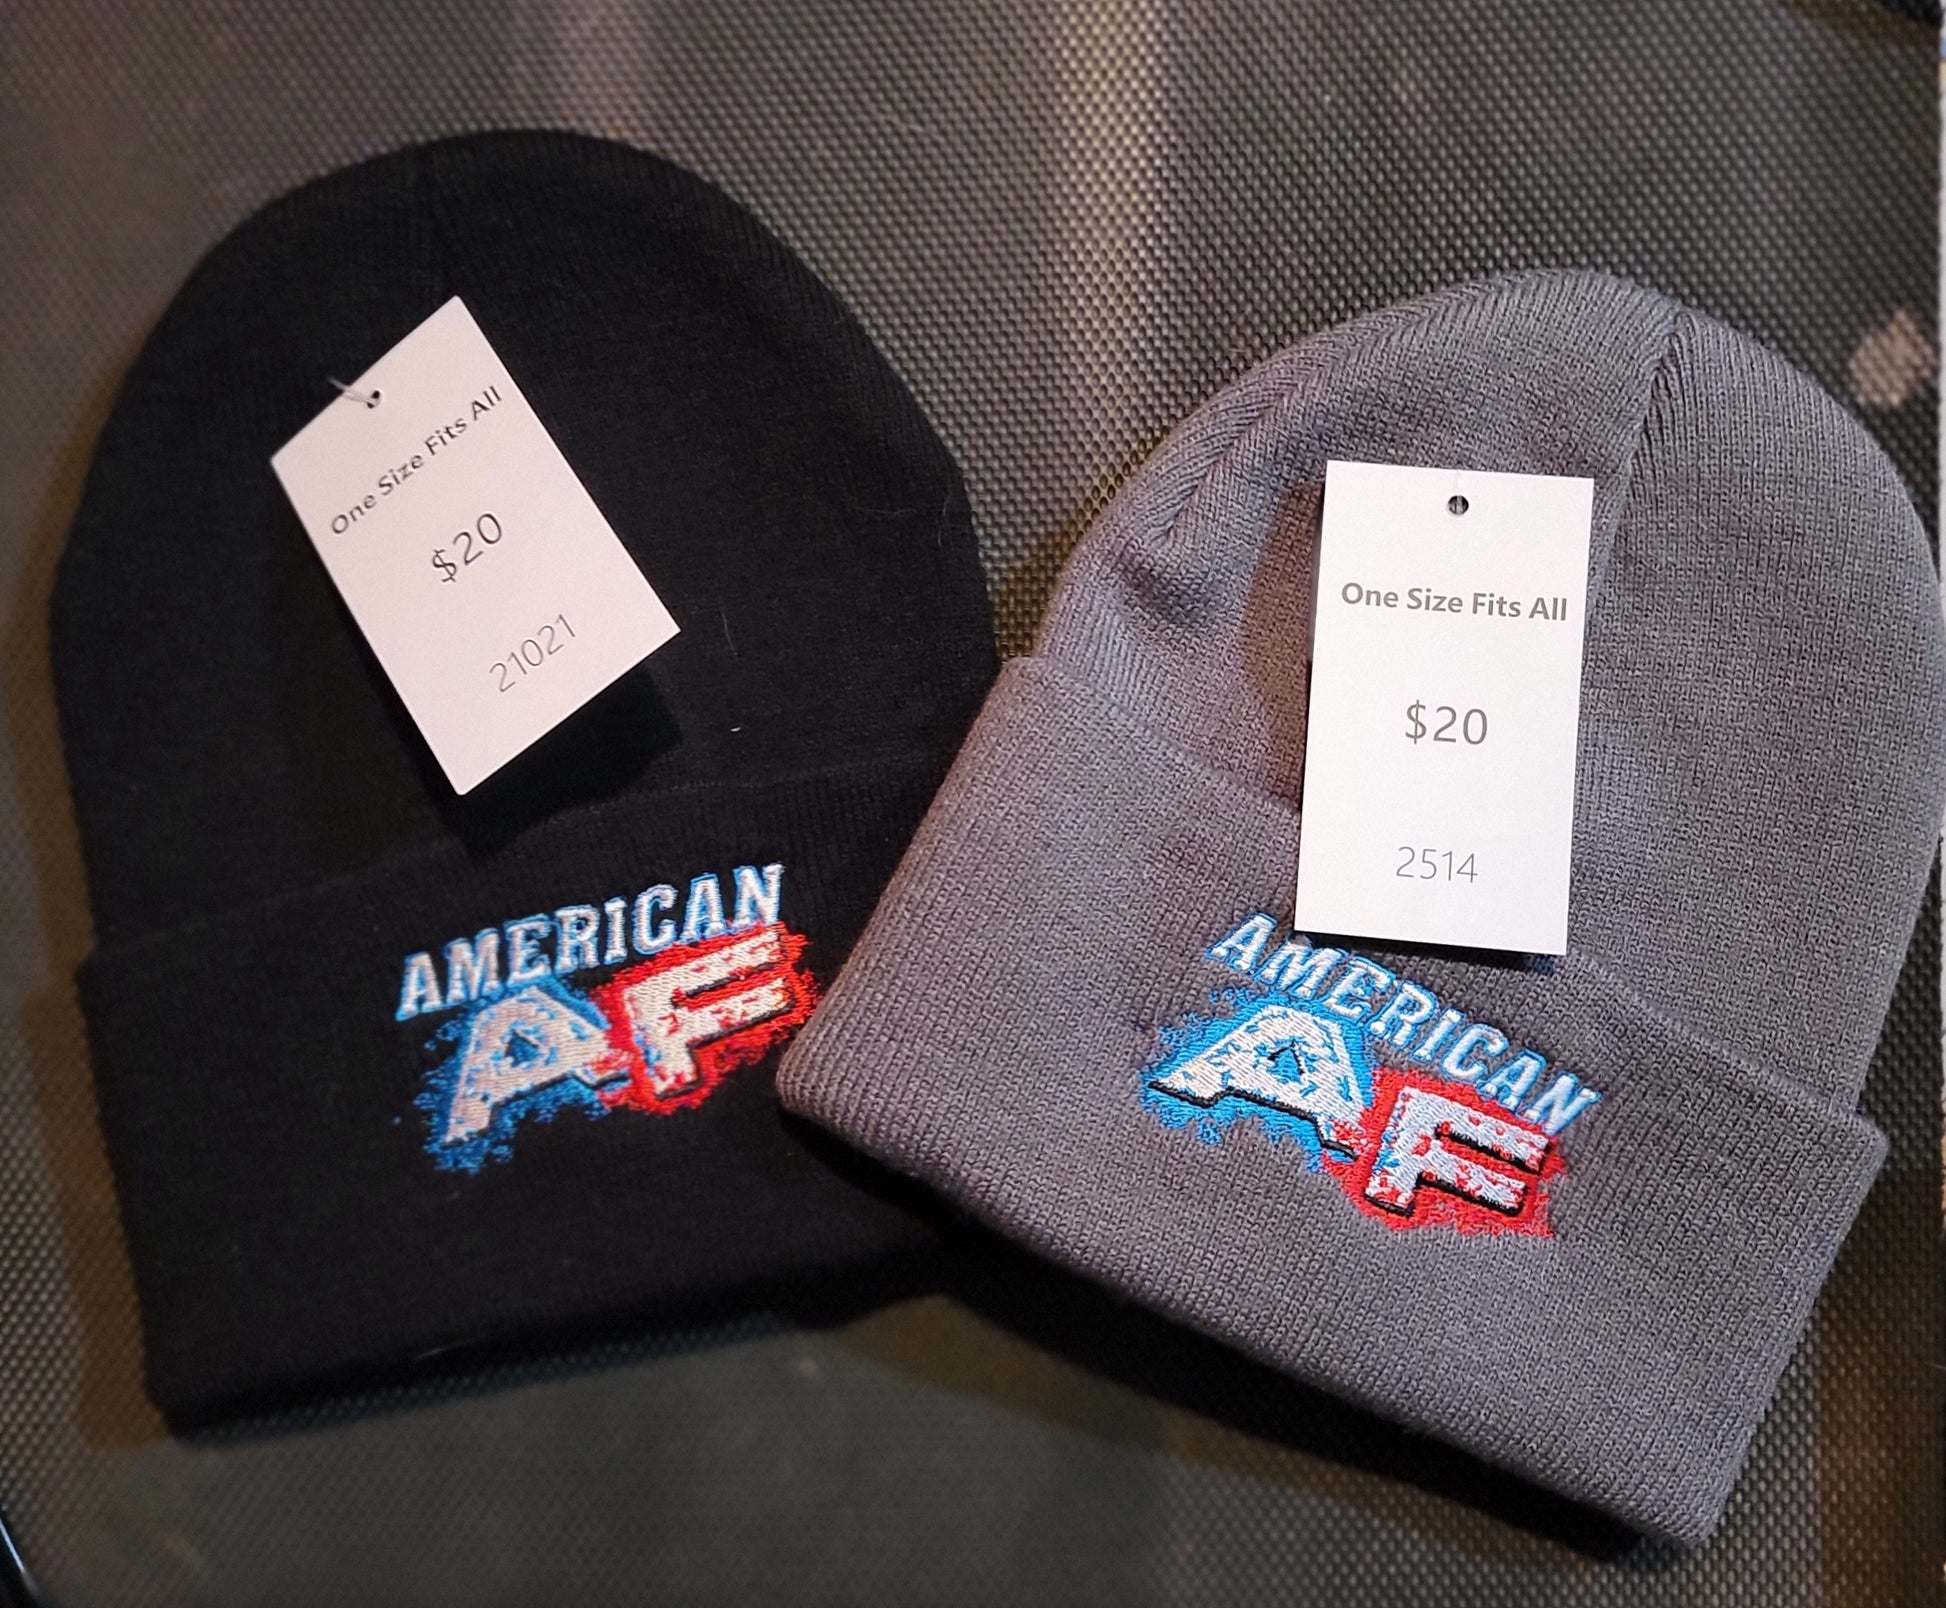 One Size Fits All
$20
21021
AMERICAN
AF
One Size Fits All
$20
2514
AMERICAN
AF